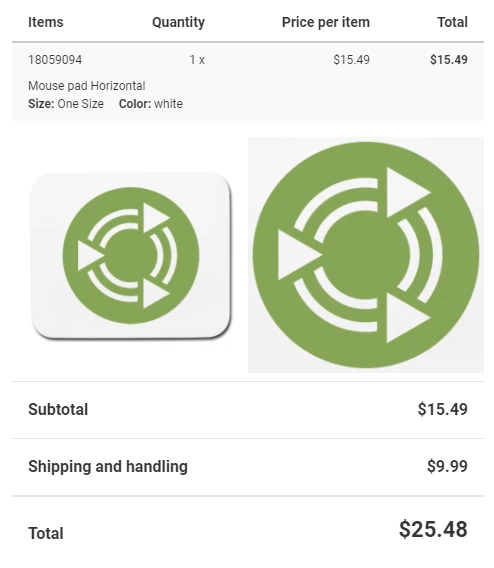 Items Quantity Price per item Total
18059094 1 x $15.49 $15.49
Mouse pad Horizontal
Size: One Size Color: white
Subtotal $15.49
Shipping and handling $9.99
Total $25.48